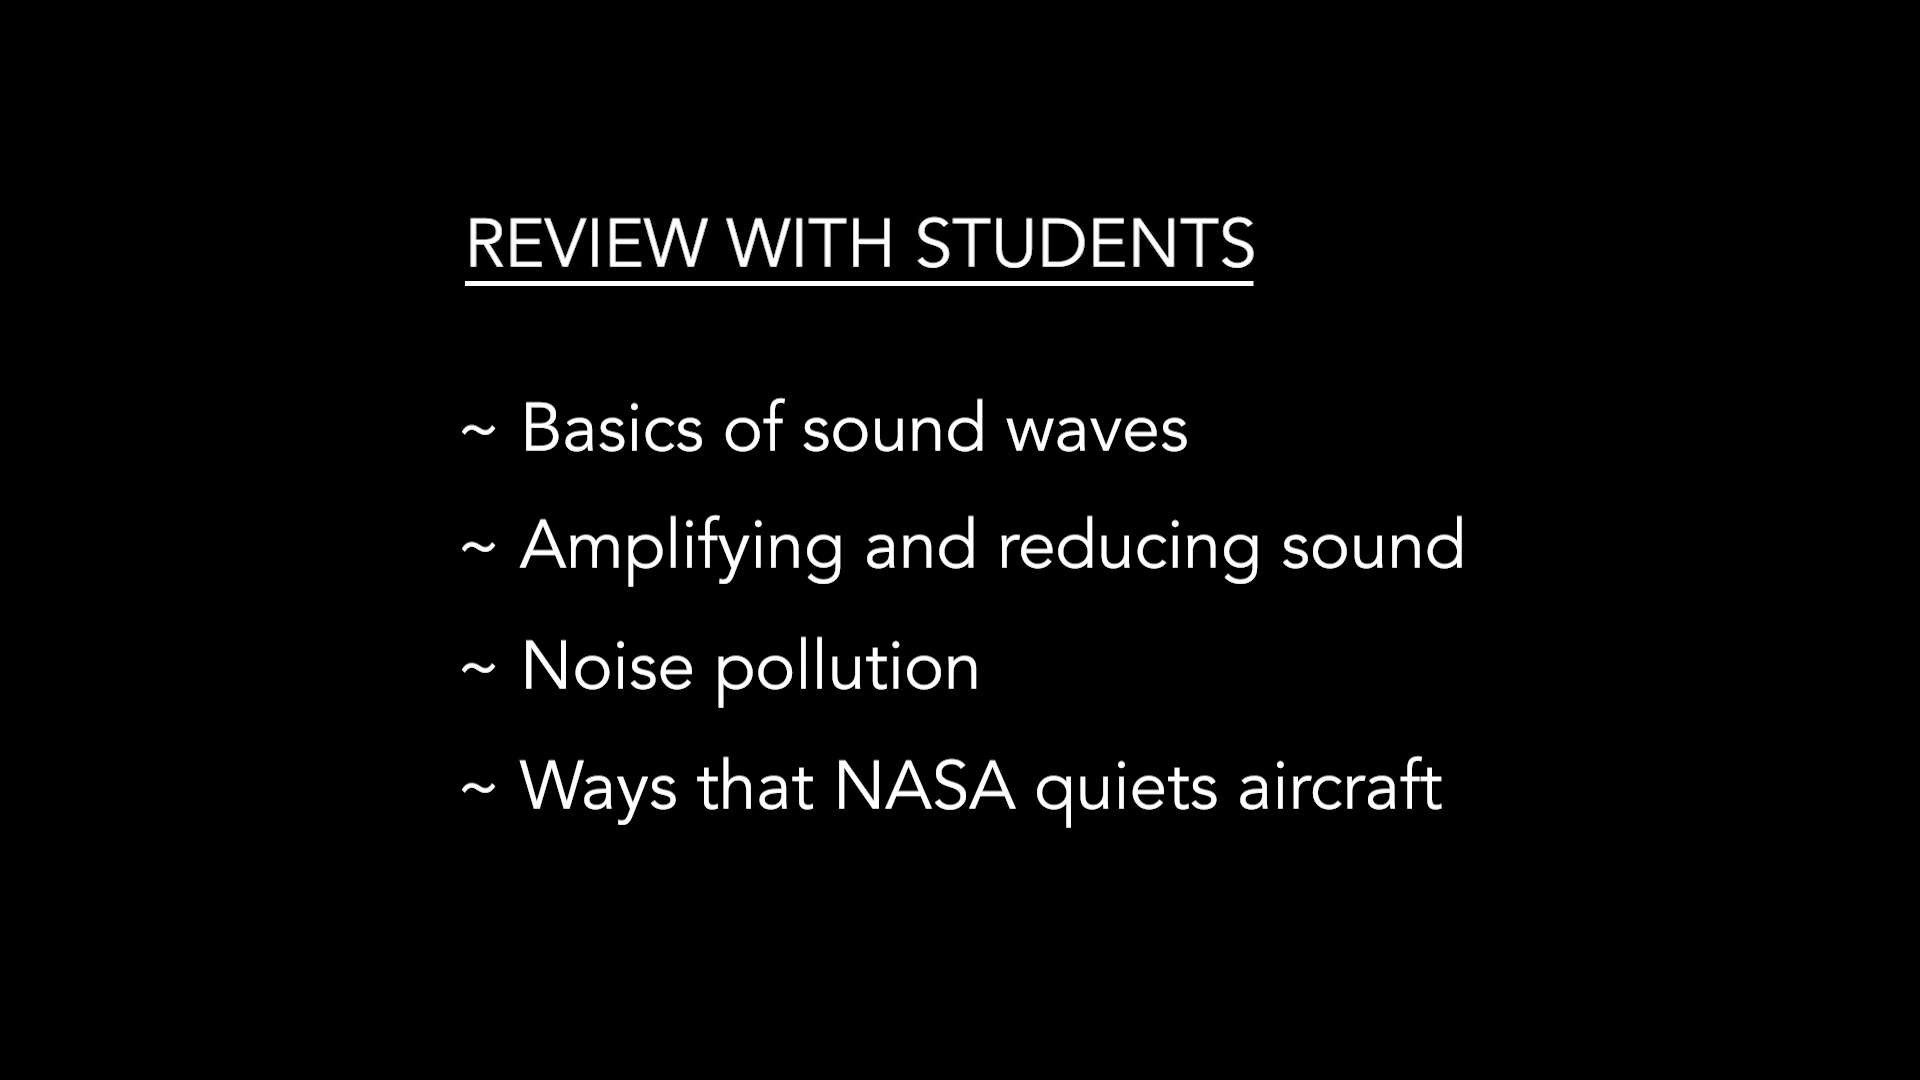 REVIEW WITH STUDENTS
~ Basics of sound waves
~ Amplifying and reducing sound
~ Noise pollution
~ Ways that NASA quiets aircraft